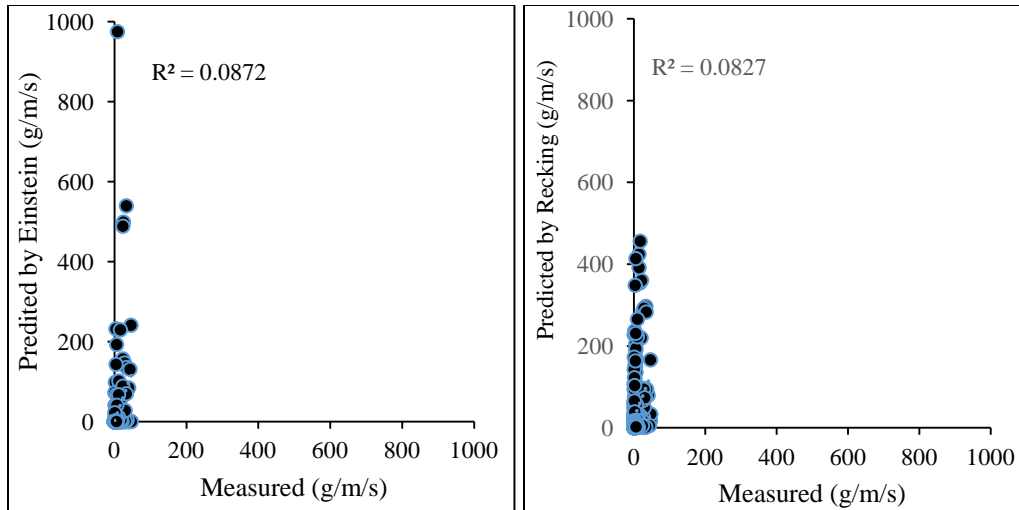 Predited by Einstein (g/m/s)
1000
800
600
400
200
0
R² = 0.0872
0 200 400 600 800 1000
Measured (g/m/s)
Predicted by Recking (g/m/s)
1000
800
600
400
200
0
R² = 0.0827
0 200 400 600 800 1000
Measured (g/m/s)